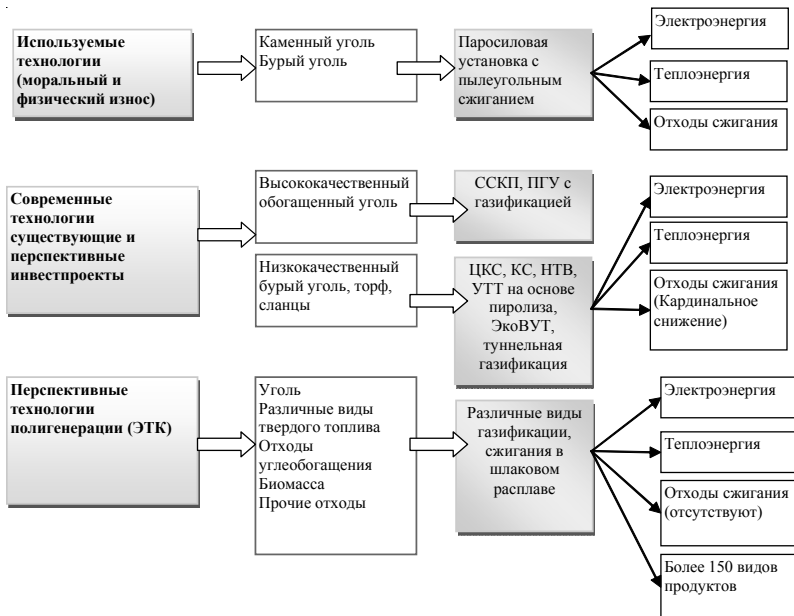 Используемые
технологии
(моральный и
физический износ)
Каменный уголь
Бурый уголь
Паросиловая
установка с
пылеугольным
сжиганием
Электроэнергия
Теплоэнергия
Отходы сжигания
Современные
технологии
существующие и
перспективные
инвестпроекты
Высококачественный
обогащенный уголь
ССКП, ПГУ с
газификацией
Низкокачественный
бурый уголь, торф,
сланцы
ЦКС, КС, НТВ,
УТТ на основе
пиролиза,
ЭкоВУТ,
туннельная
газификация
Электроэнергия
Теплоэнергия
Отходы сжигания
(Кардинальное
снижение)
Перспективные
технологии
полигенерации (ЭТК)
Уголь
Различные виды
твердого топлива
Отходы
углеобогащения
Биомасса
Прочие отходы
Различные виды
газификации,
сжигания в
шлаковом
расплаве
Электроэнергия
Теплоэнергия
Отходы сжигания
(отсутствуют)
Более 150 видов
продуктов